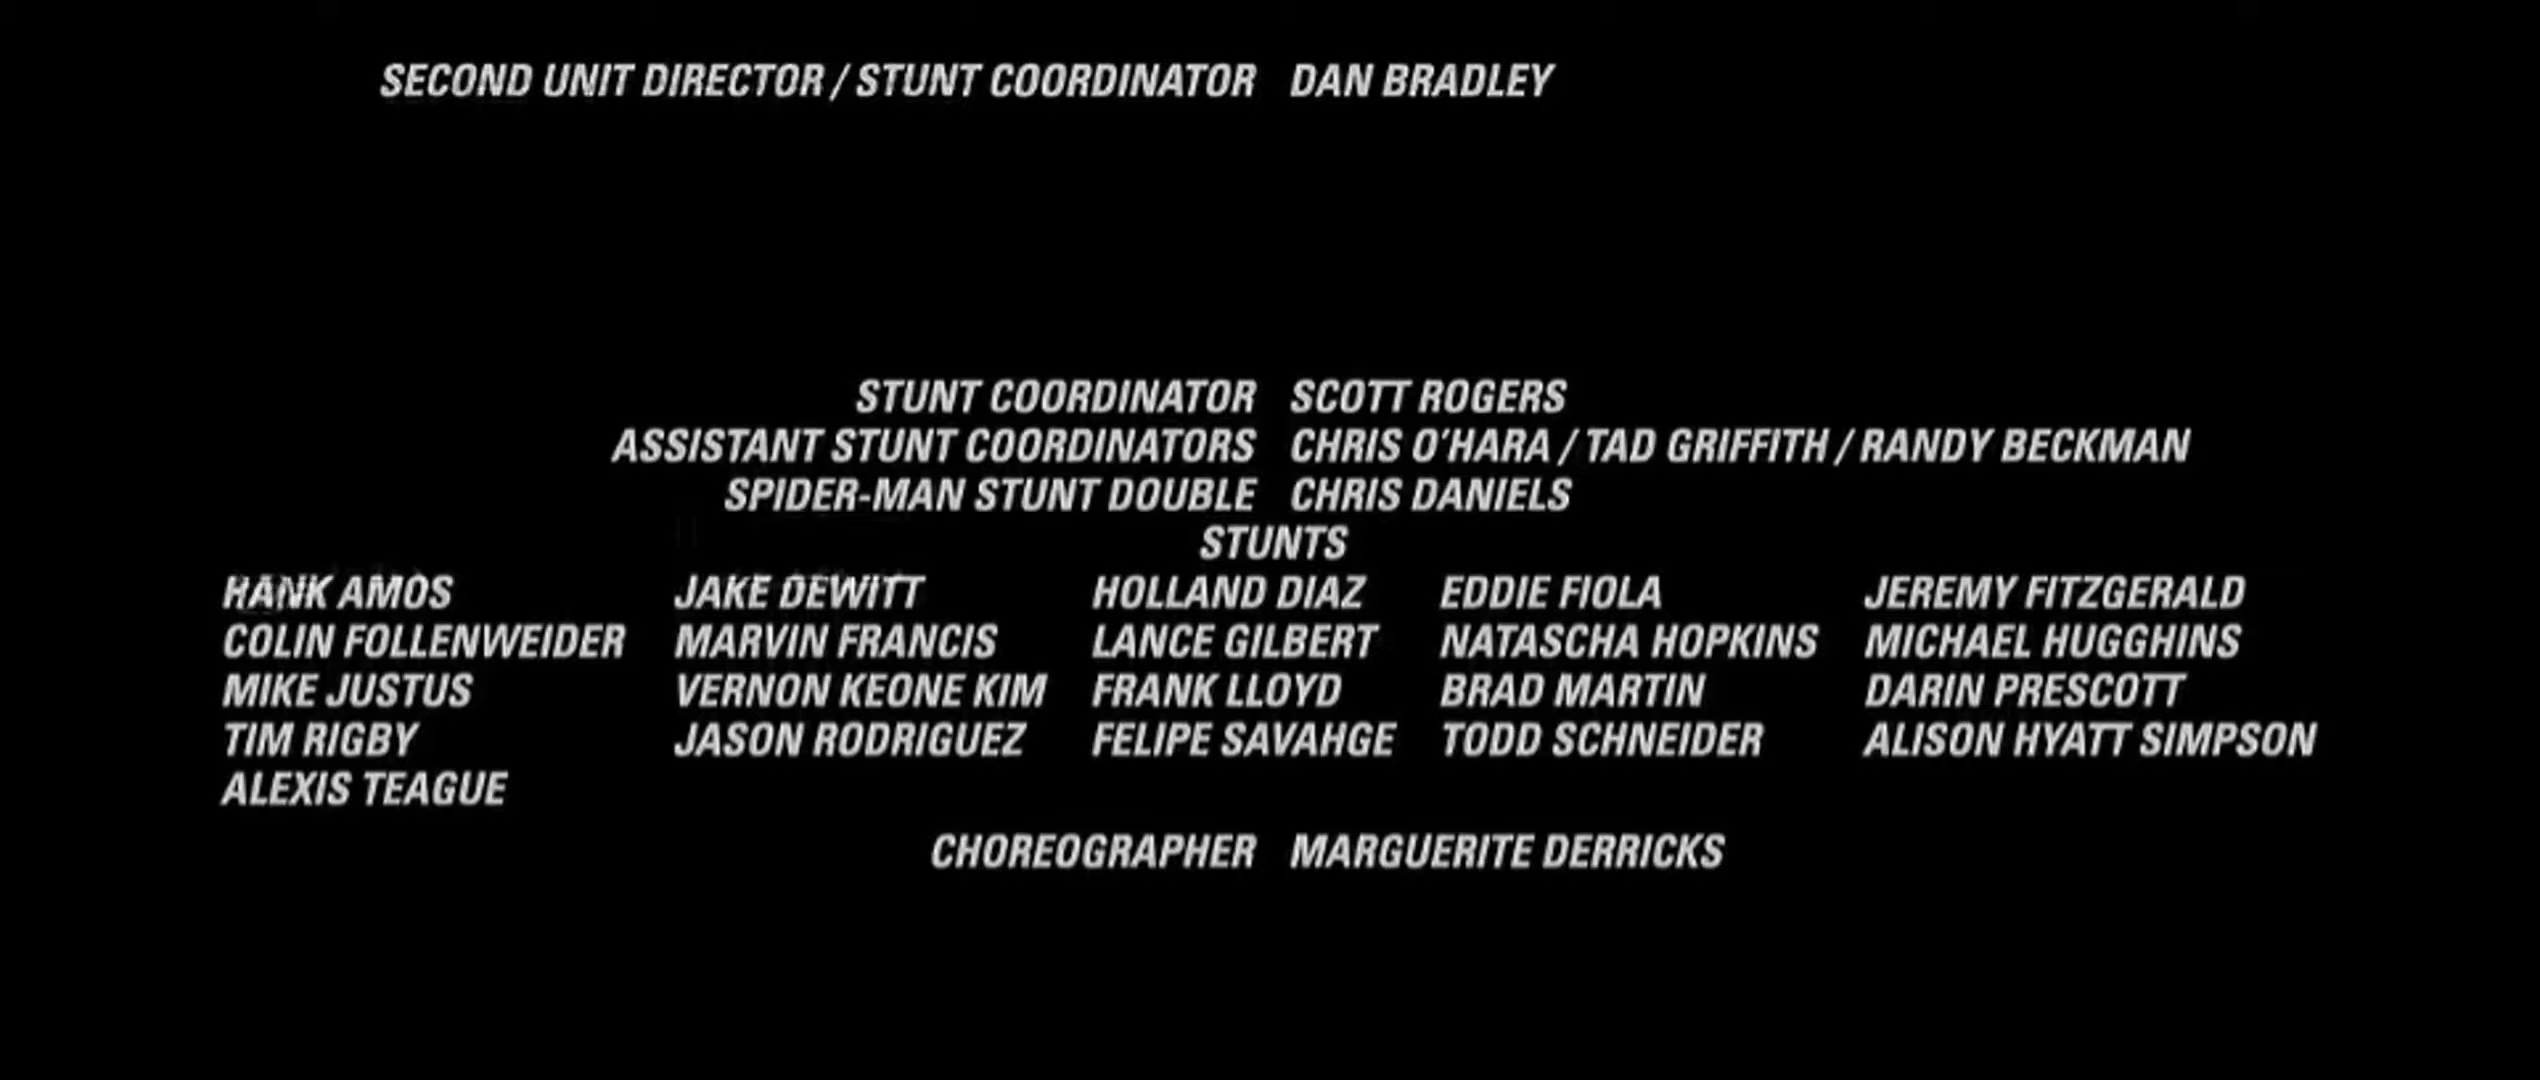 SECOND UNIT DIRECTOR / STUNT COORDINATOR DAN BRADLEY
STUNT COORDINATOR SCOTT ROGERS
ASSISTANT STUNT COORDINATORS CHRIS O'HARA / TAD GRIFFITH / RANDY BECKMAN
SPIDER-MAN STUNT DOUBLE CHRIS DANIELS
STUNTS
HANK AMOS JAKE DEWITT HOLLAND DIAZ EDDIE FIOLA JEREMY FITZGERALD
COLIN FOLLENWEIDER MARVIN FRANCIS LANCE GILBERT NATASCHA HOPKINS MICHAEL HUGGHINS
MIKE JUSTUS VERNON KEONE KIM FRANK LLOYD BRAD MARTIN DARIN PRESCOTT
TIM RIGBY JASON RODRIGUEZ FELIPE SAVAHGE TODD SCHNEIDER ALISON HYATT SIMPSON
ALEXIS TEAGUE
CHOREOGRAPHER MARGUERITE DERRICKS